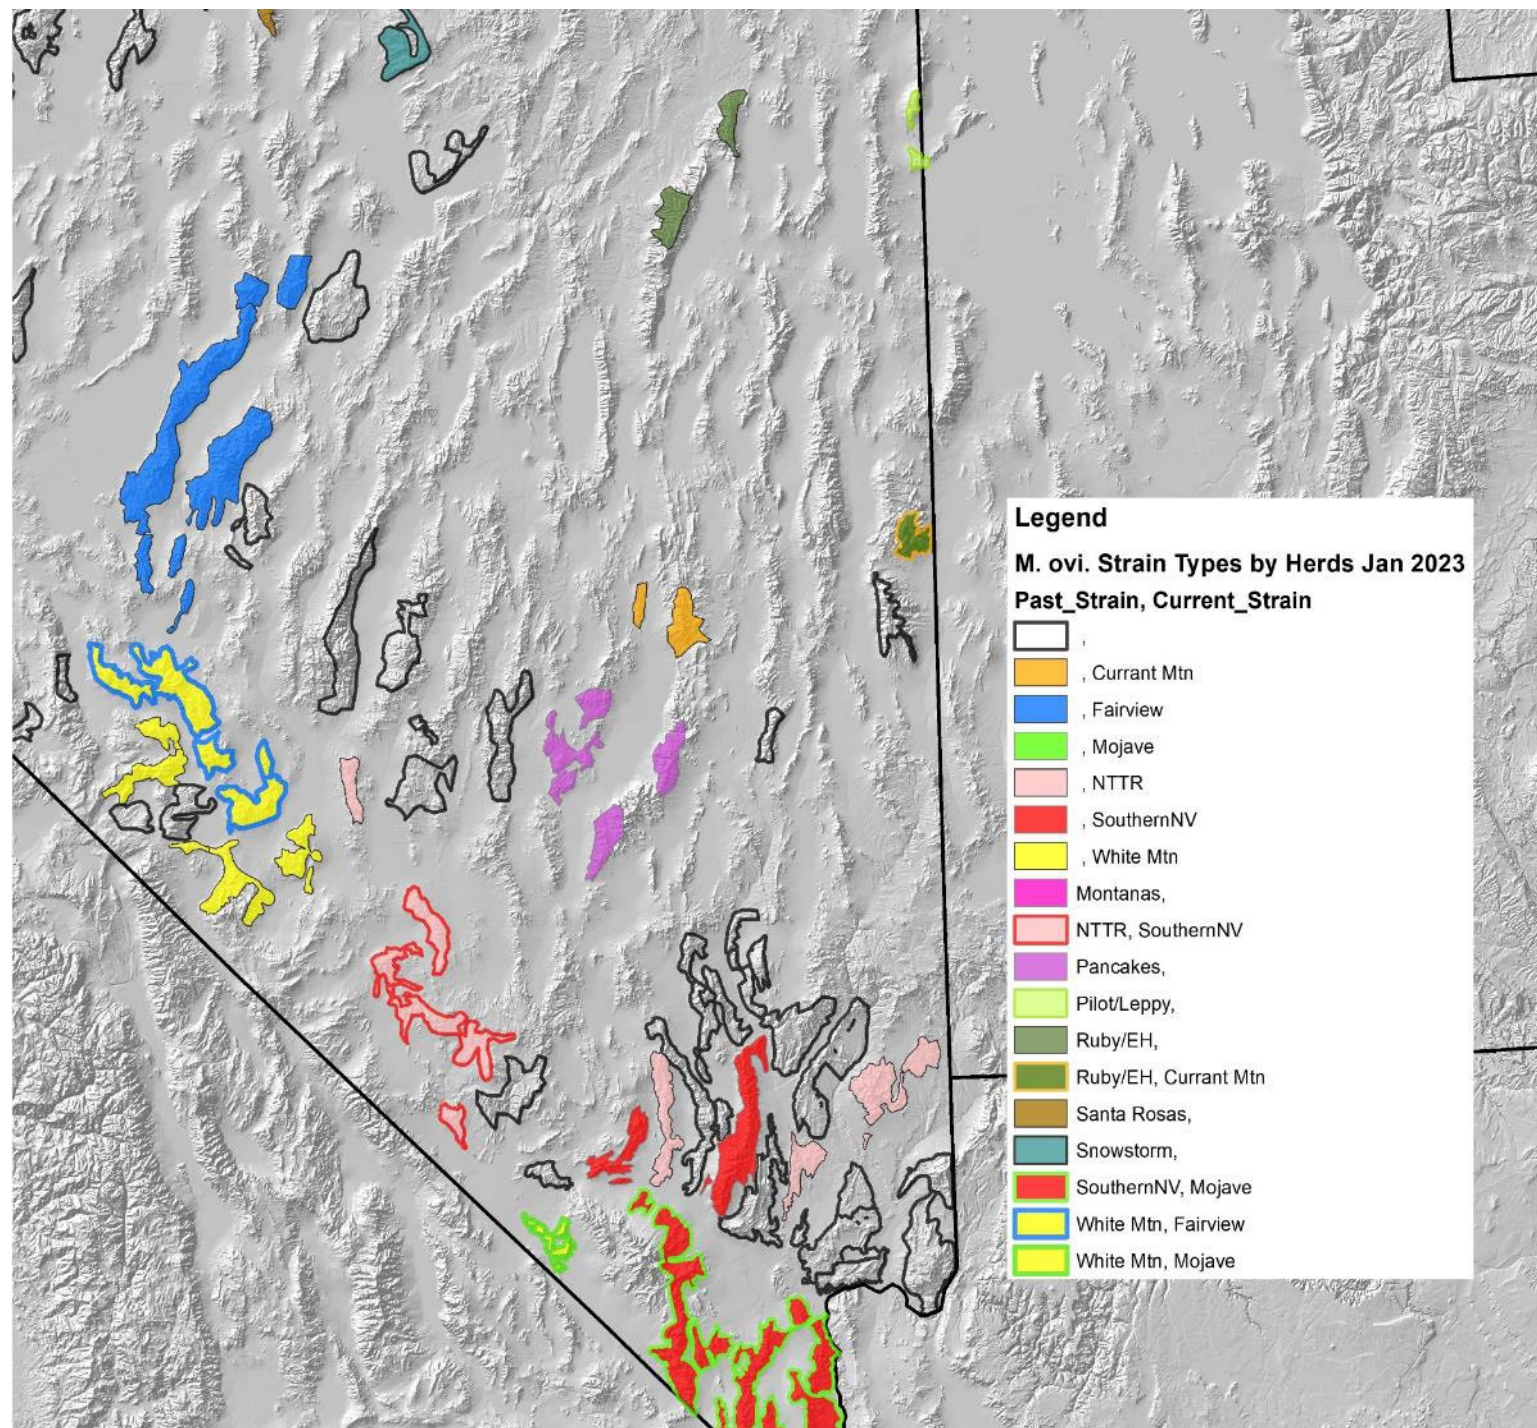 Legend
M. ovi. Strain Types by Herds Jan 2023
Past_Strain, Current_Strain
,
, Currant Mtn
, Fairview
, Mojave
, NTTR
, SouthernNV
, White Mtn
Montanas,
NTTR, SouthernNV
Pancakes,
Pilot/Leppy,
Ruby/EH,
Ruby/EH, Currant Mtn
Santa Rosas,
Snowstorm,
SouthernNV, Mojave
White Mtn, Fairview
White Mtn, Mojave